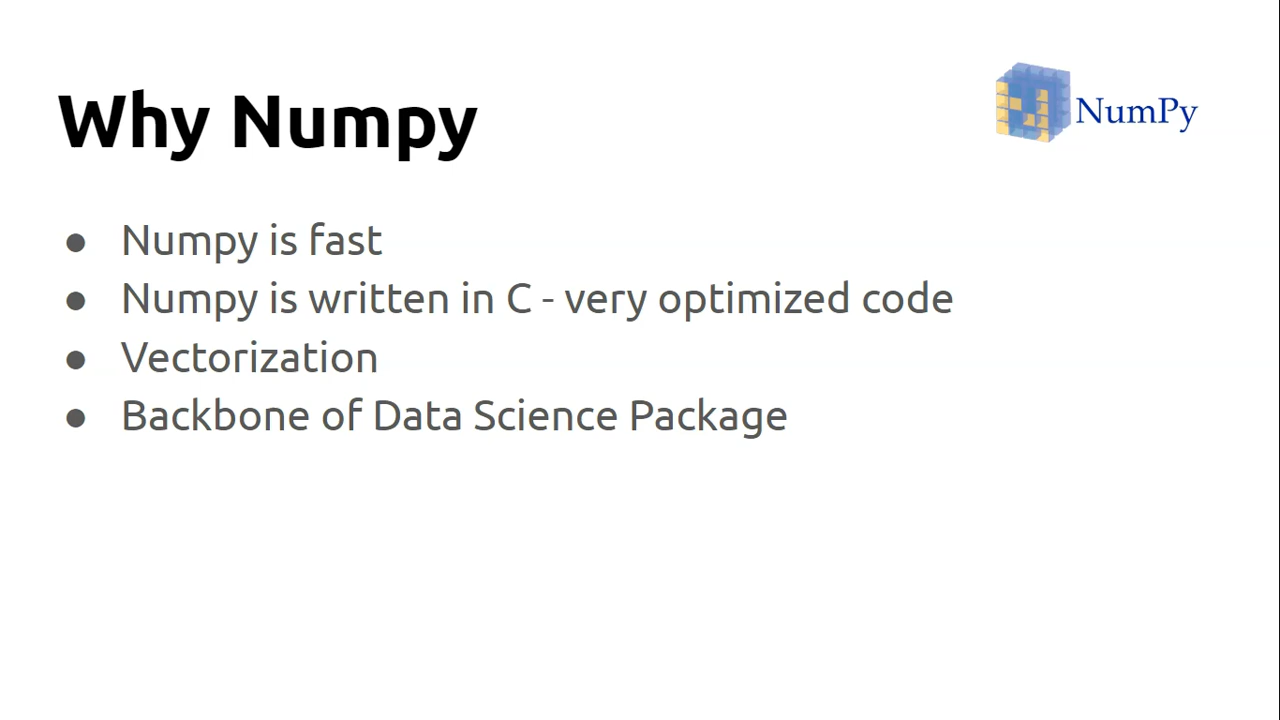 Why Numpy
NumPy
● Numpy is fast
● Numpy is written in C - very optimized code
● Vectorization
● Backbone of Data Science Package